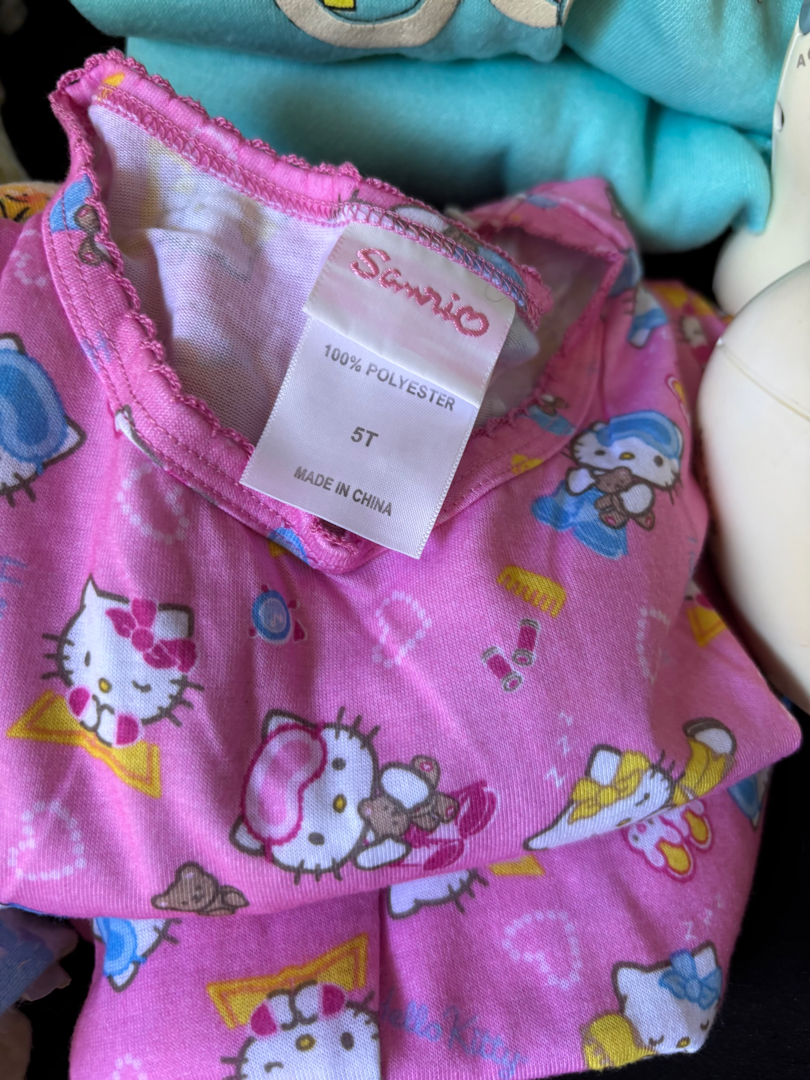 Sanrio
100% POLYESTER
5T
MADE IN CHINA
z z z
z z z
Hello Kitty